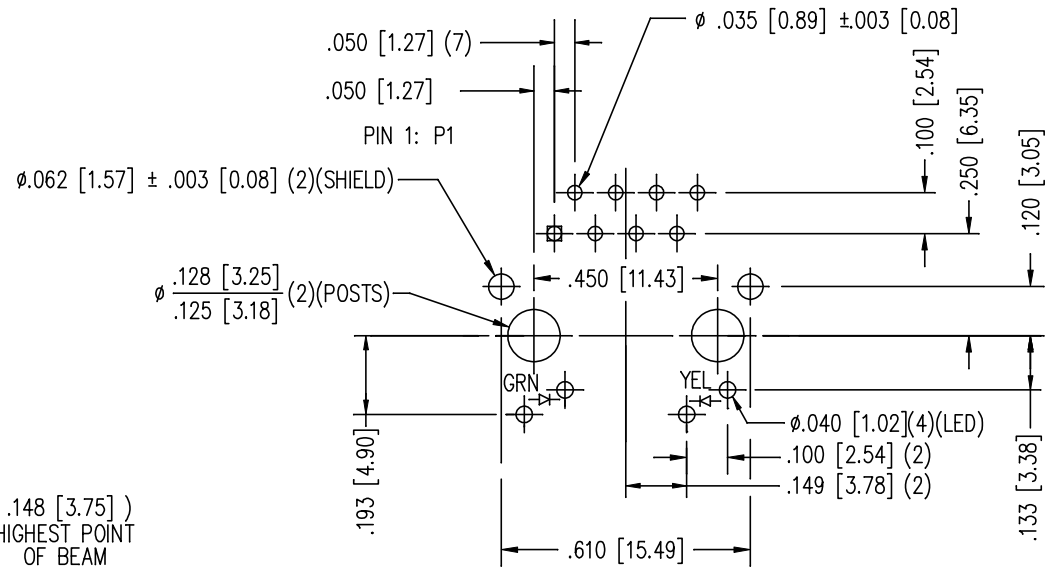 ø .035 [0.89] ±.003 [0.08]
.050 [1.27] (7)
.050 [1.27]
PIN 1: P1
ø.062 [1.57] ± .003 [0.08] (2)(SHIELD)
.100 [2.54]
.250 [6.35]
.120 [3.05]
.450 [11.43]
ø .128 [3.25]
.125 [3.18] (2)(POSTS)
GRN
YEL
ø.040 [1.02](4)(LED)
.100 [2.54] (2)
.149 [3.78] (2)
.193 [4.90]
.133 [3.38]
.148 [3.75] )
HIGHEST POINT
OF BEAM
.610 [15.49]